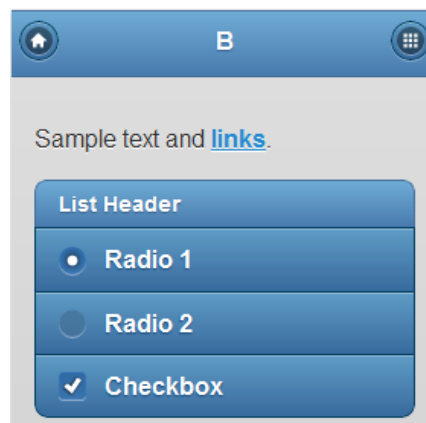 B
Sample text and links.
List Header
Radio 1
Radio 2
Checkbox